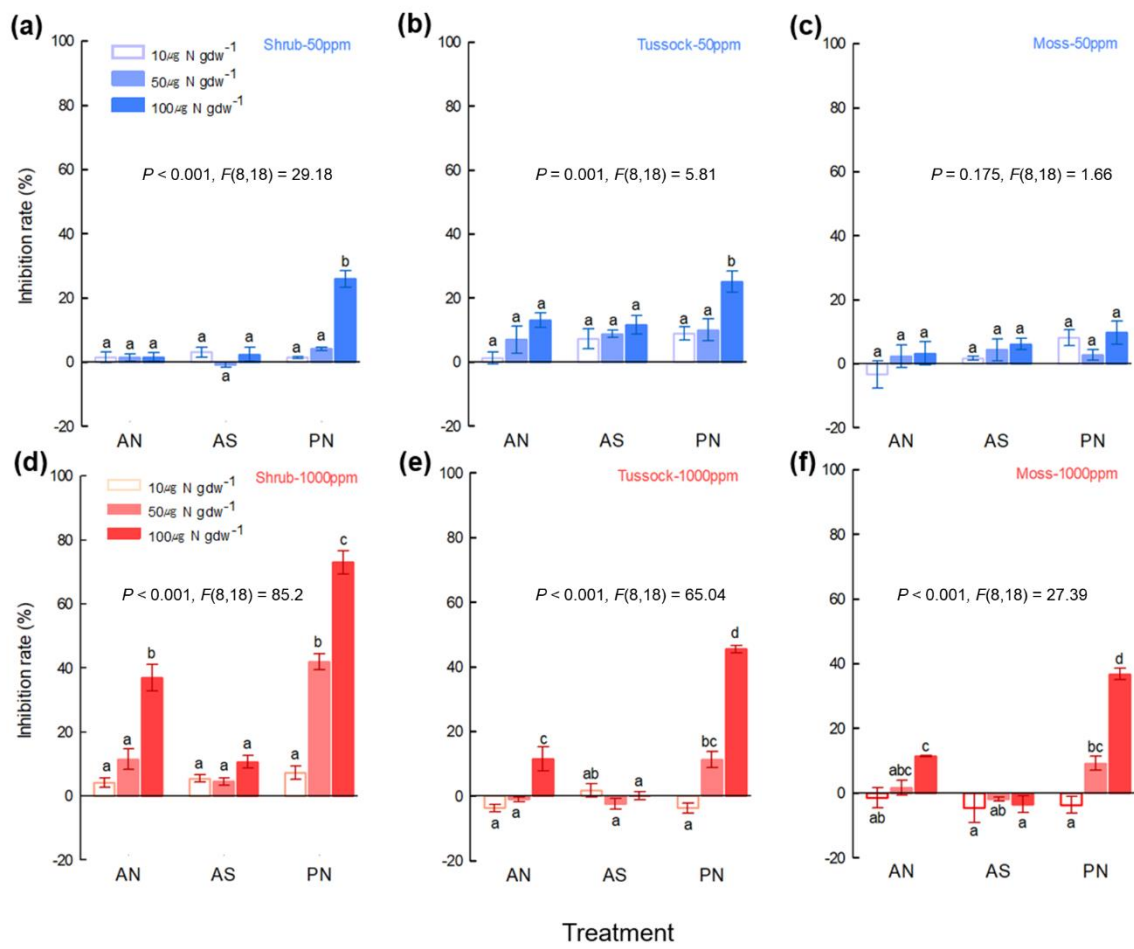 (a)
Shrub-50ppm
10㎍ N gdw-1
50㎍ N gdw-1
100㎍ N gdw-1
P < 0.001, F(8,18) = 29.18
100
80
60
40
20
0
-20
Inhibition rate (%)
a a a a a a a a b
AN AS PN
(b)
Tussock-50ppm
P = 0.001, F(8,18) = 5.81
100
80
60
40
20
0
-20
a a a a a a a a b
AN AS PN
(c)
Moss-50ppm
P = 0.175, F(8,18) = 1.66
100
80
60
40
20
0
-20
a a a a a a a a a
AN AS PN
(d)
Shrub-1000ppm
10㎍ N gdw-1
50㎍ N gdw-1
100㎍ N gdw-1
P < 0.001, F(8,18) = 85.2
100
80
60
40
20
0
-20
Inhibition rate (%)
a a b a a a a b c
AN AS PN
(e)
Tussock-1000ppm
P < 0.001, F(8,18) = 65.04
100
80
60
40
20
0
-20
a a c ab a a a bc d
AN AS PN
(f)
Moss-1000ppm
P < 0.001, F(8,18) = 27.39
100
80
60
40
20
0
-20
ab abc c a ab a a bc d
AN AS PN
Treatment